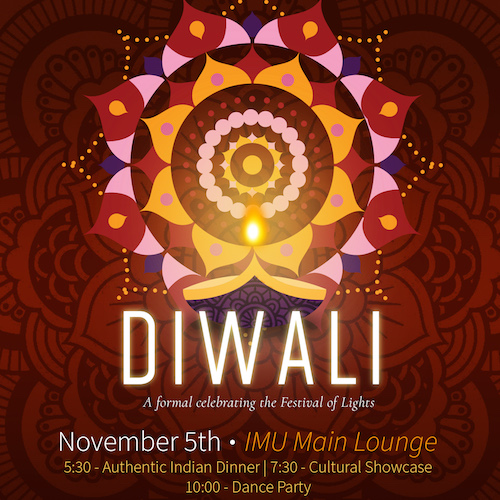 DIWALI
A formal celebrating the Festival of Lights
November 5th • IMU Main Lounge
5:30 - Authentic Indian Dinner | 7:30 - Cultural Showcase
10:00 - Dance Party